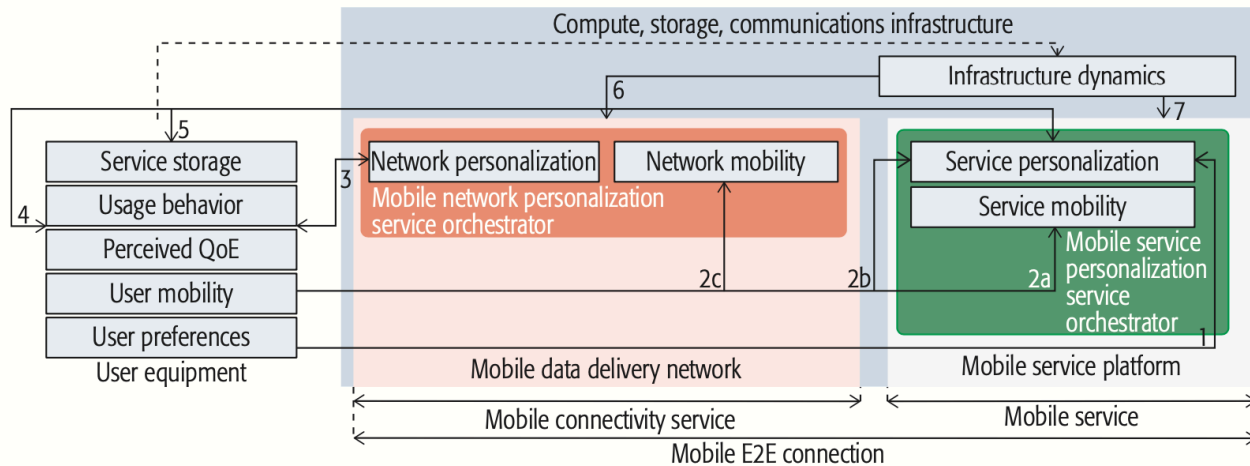 Compute, storage, communications infrastructure
Infrastructure dynamics
6
7
5
Service storage
Network personalization
Network mobility
Service personalization
3
Usage behavior
Mobile network personalization
service orchestrator
Service mobility
4
Perceived QoE
Mobile service
personalization
service
orchestrator
User mobility
2c
2b
2a
User preferences
1
User equipment
Mobile data delivery network
Mobile service platform
Mobile connectivity service
Mobile service
Mobile E2E connection